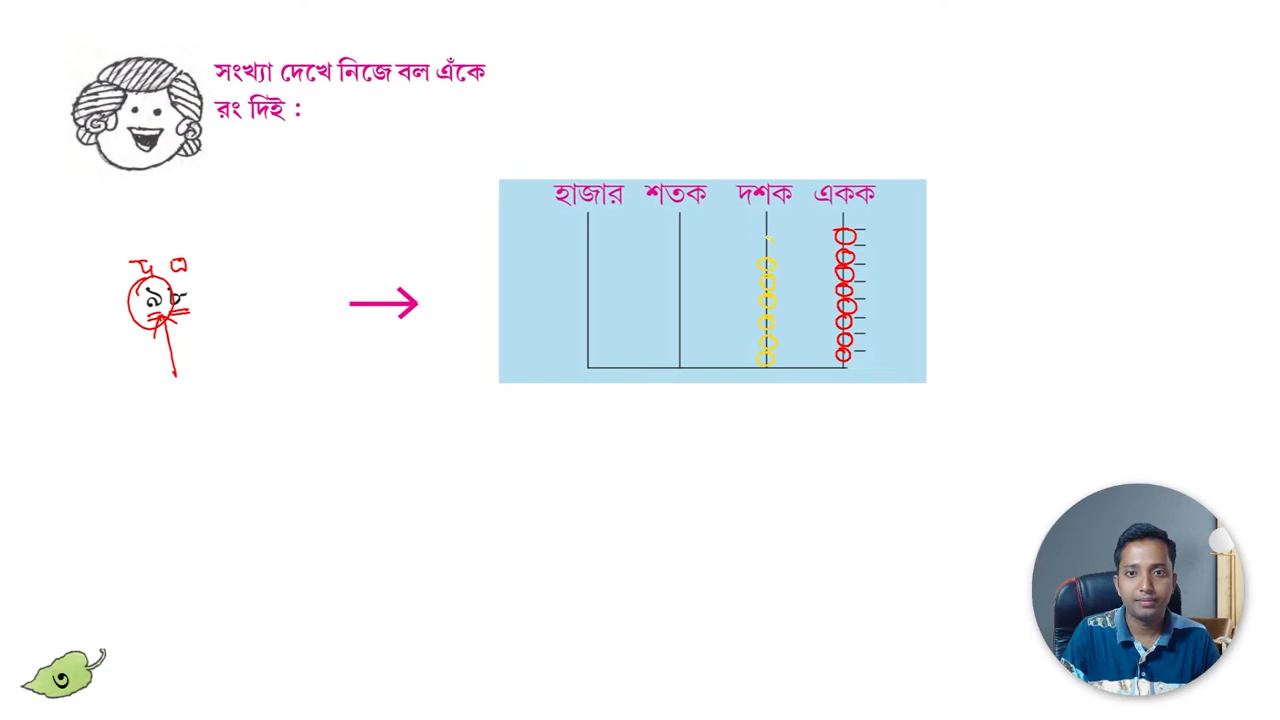 সংখ্যা দেখে নিজে বল এঁকে
রং দিই :
হাজার শতক দশক একক
দ এ
৯৮
৩